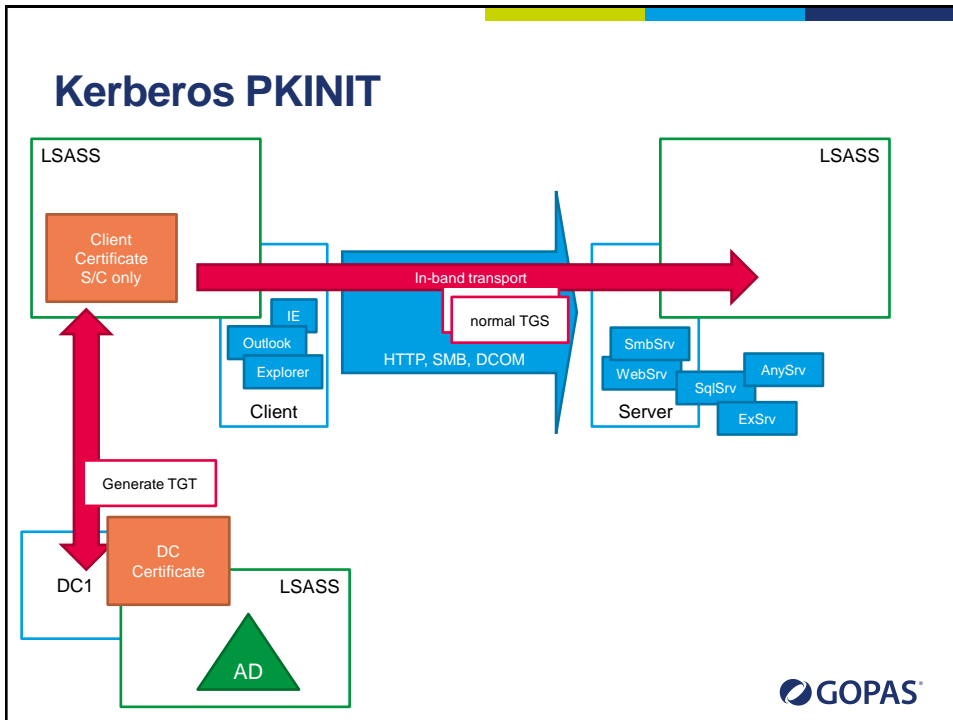 Kerberos PKINIT
LSASS
LSASS
Client
Certificate
S/C only
In-band transport
normal TGS
IE
Outlook
Explorer
HTTP, SMB, DCOM
Client
SmbSrv
WebSrv
SqlSrv
AnySrv
ExSrv
Server
Generate TGT
DC
Certificate
DC1
LSASS
AD
GOPAS